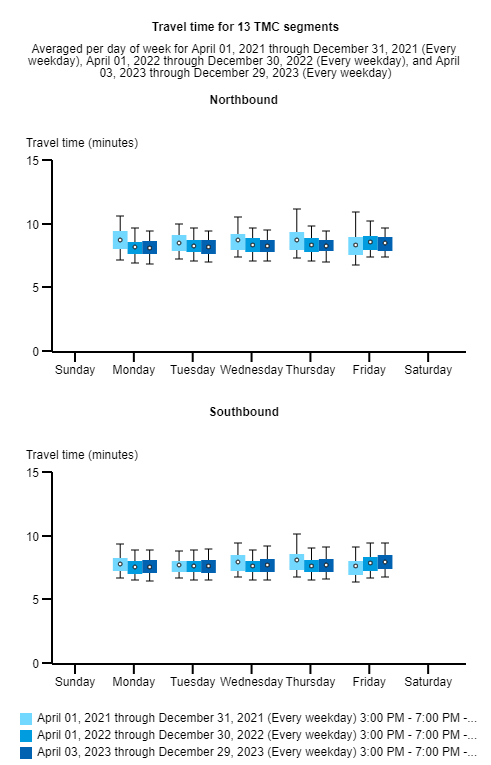 Travel time for 13 TMC segments
Averaged per day of week for April 01, 2021 through December 31, 2021 (Every
weekday), April 01, 2022 through December 30, 2022 (Every weekday), and April
03, 2023 through December 29, 2023 (Every weekday)
Northbound
Travel time (minutes)
15
10
5
0
Sunday Monday Tuesday Wednesday Thursday Friday Saturday
Southbound
Travel time (minutes)
15
10
5
0
Sunday Monday Tuesday Wednesday Thursday Friday Saturday
April 01, 2021 through December 31, 2021 (Every weekday) 3:00 PM - 7:00 PM -...
April 01, 2022 through December 30, 2022 (Every weekday) 3:00 PM - 7:00 PM -...
April 03, 2023 through December 29, 2023 (Every weekday) 3:00 PM - 7:00 PM -...